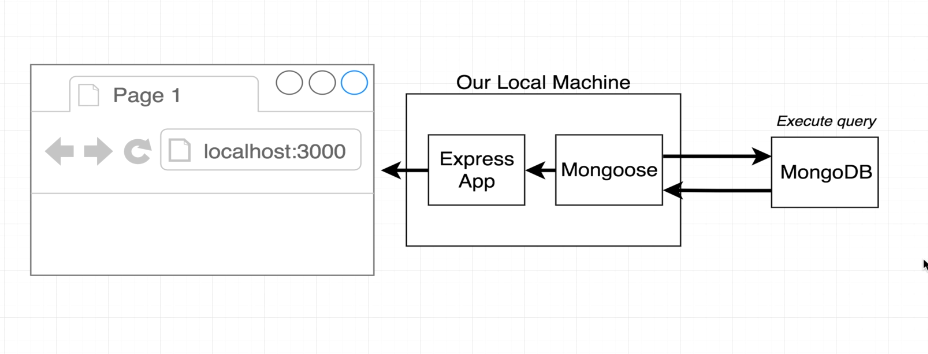 Page 1
localhost:3000
Our Local Machine
Express
App
Mongoose
Execute query
MongoDB